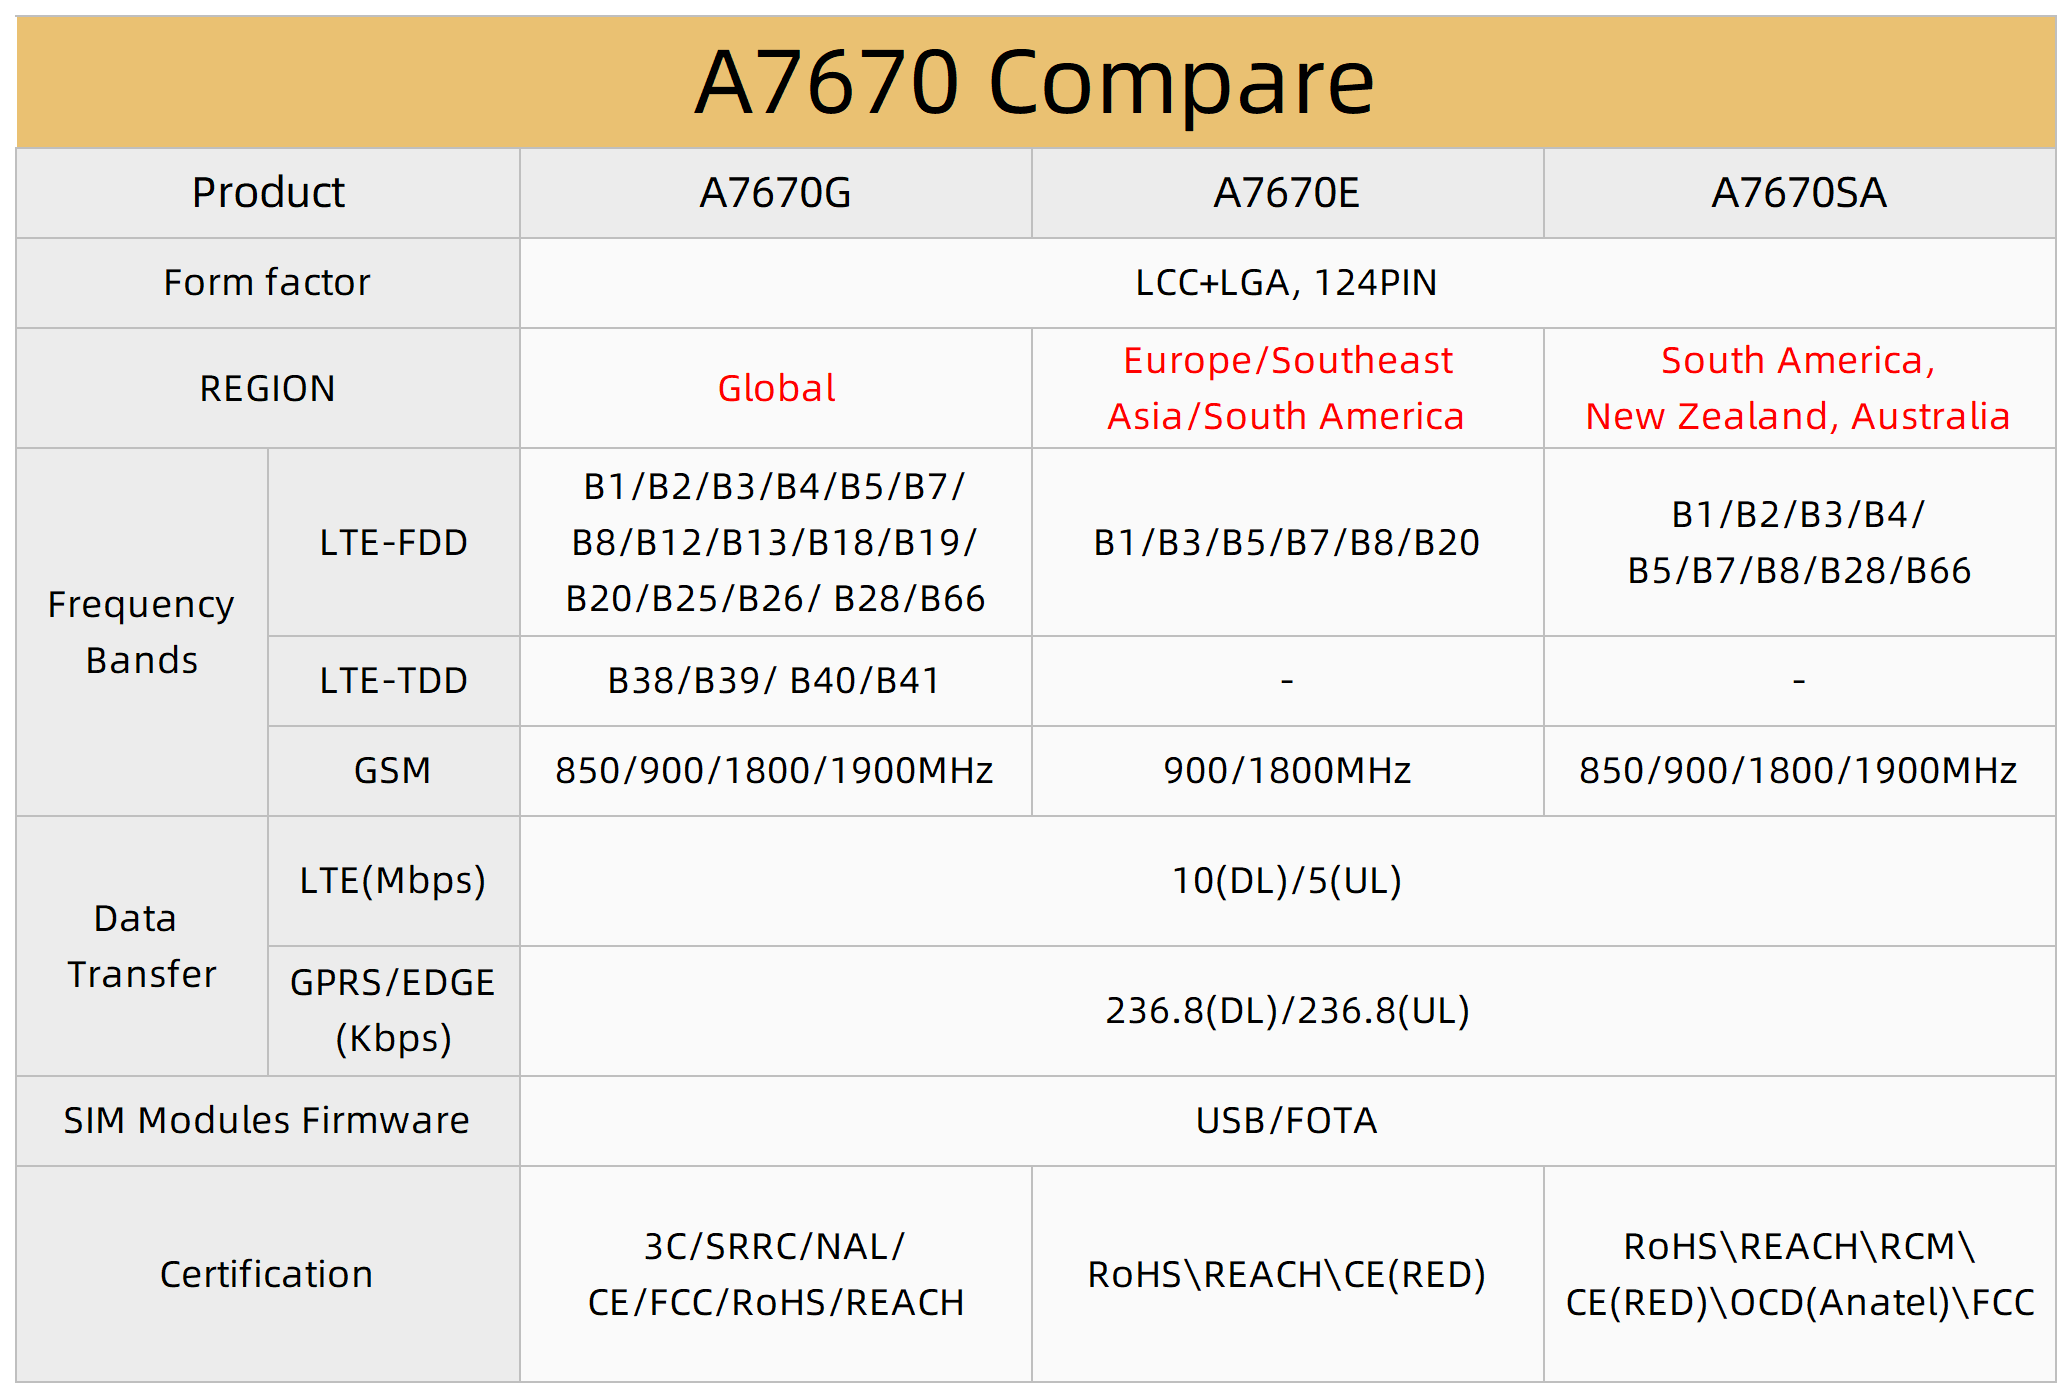 A7670 Compare
Product
A7670G
A7670E
A7670SA
Form factor
LCC+LGA, 124PIN
REGION
Global
Europe/Southeast
Asia/South America
South America,
New Zealand, Australia
Frequency
Bands
LTE-FDD
B1/B2/B3/B4/B5/B7/
B8/B12/B13/B18/B19/
B20/B25/B26/ B28/B66
B1/B3/B5/B7/B8/B20
B1/B2/B3/B4/
B5/B7/B8/B28/B66
LTE-TDD
B38/B39/ B40/B41
-
-
GSM
850/900/1800/1900MHz
900/1800MHz
850/900/1800/1900MHz
Data
Transfer
LTE(Mbps)
10(DL)/5(UL)
GPRS/EDGE
(Kbps)
236.8(DL)/236.8(UL)
SIM Modules Firmware
USB/FOTA
Certification
3C/SRRC/NAL/
CE/FCC/RoHS/REACH
RoHS\REACH\CE(RED)
RoHS\REACH\RCM\
CE(RED)\OCD(Anatel)\FCC